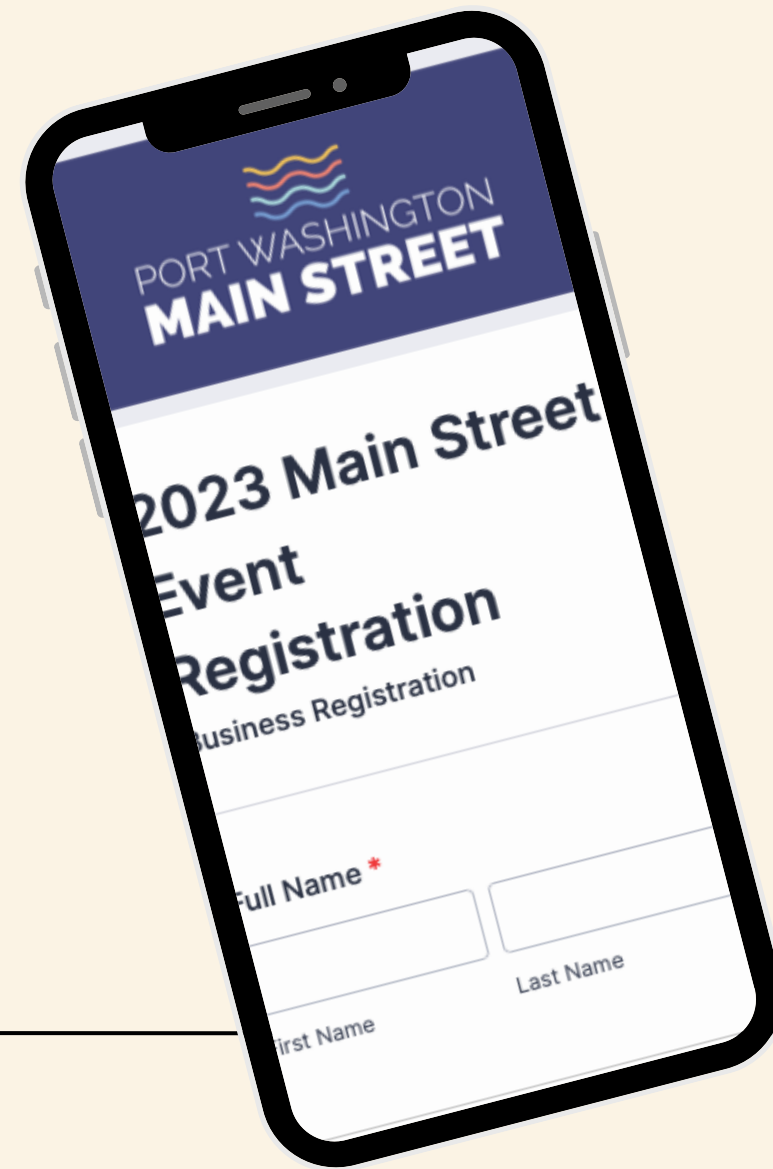 PORT WASHINGTON
MAIN STREET
2023 Main Street
Event
Registration
Business Registration
Full Name *
First Name
Last Name